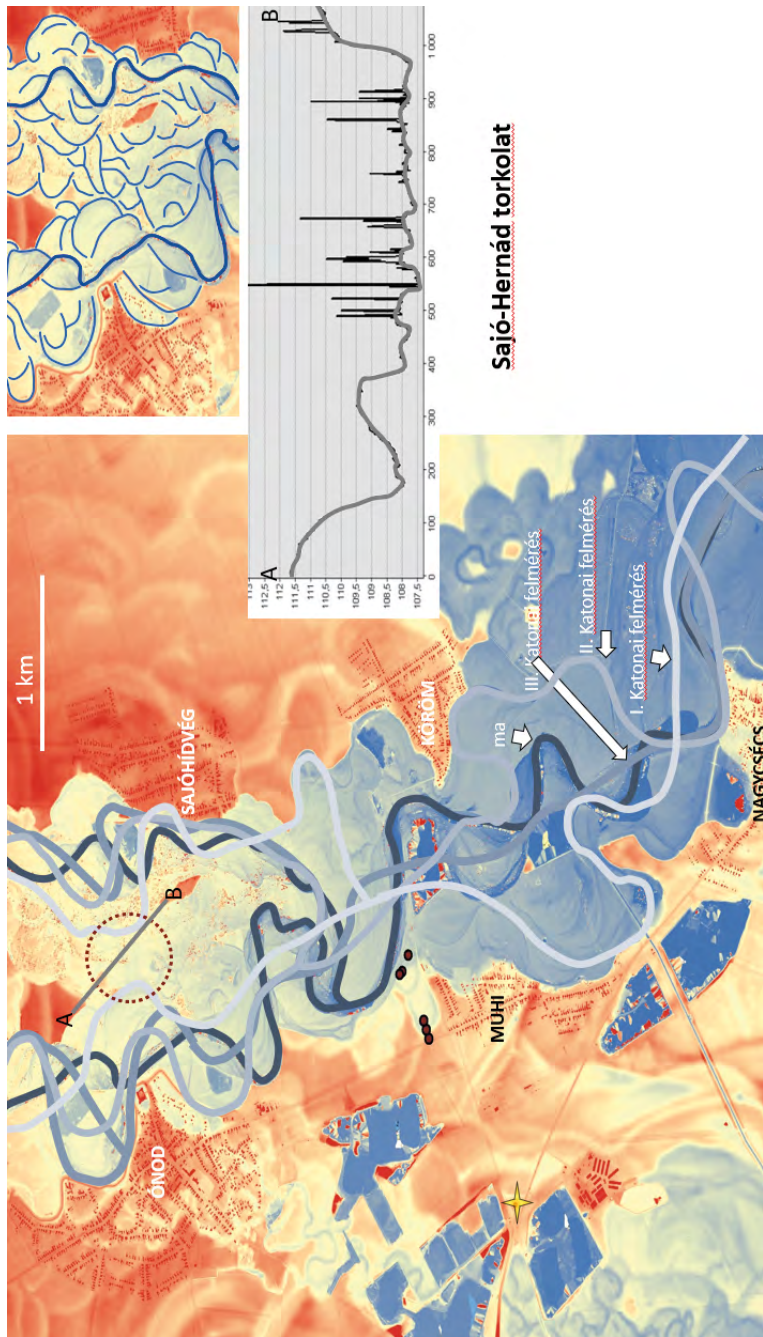 1 km
ÓNOD
A
B
SAJÓHÍDVÉG
KÖRÖM
MUHI
NAGYCSÉCS
ma
III. Katonai felmérés
II. Katonai felmérés
I. Katonai felmérés
A
B
113
112,5
112
111,5
111
110,5
110
109,5
109
108,5
108
107,5
0
100
200
300
400
500
600
700
800
900
1 000
Sajó-Hernád torkolat